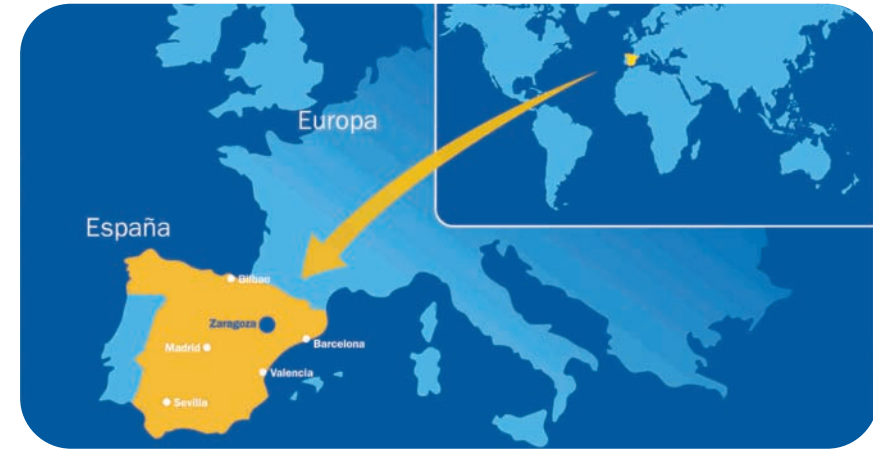 Europa
España
Bilbao
Zaragoza
Barcelona
Madrid
Valencia
Sevilla